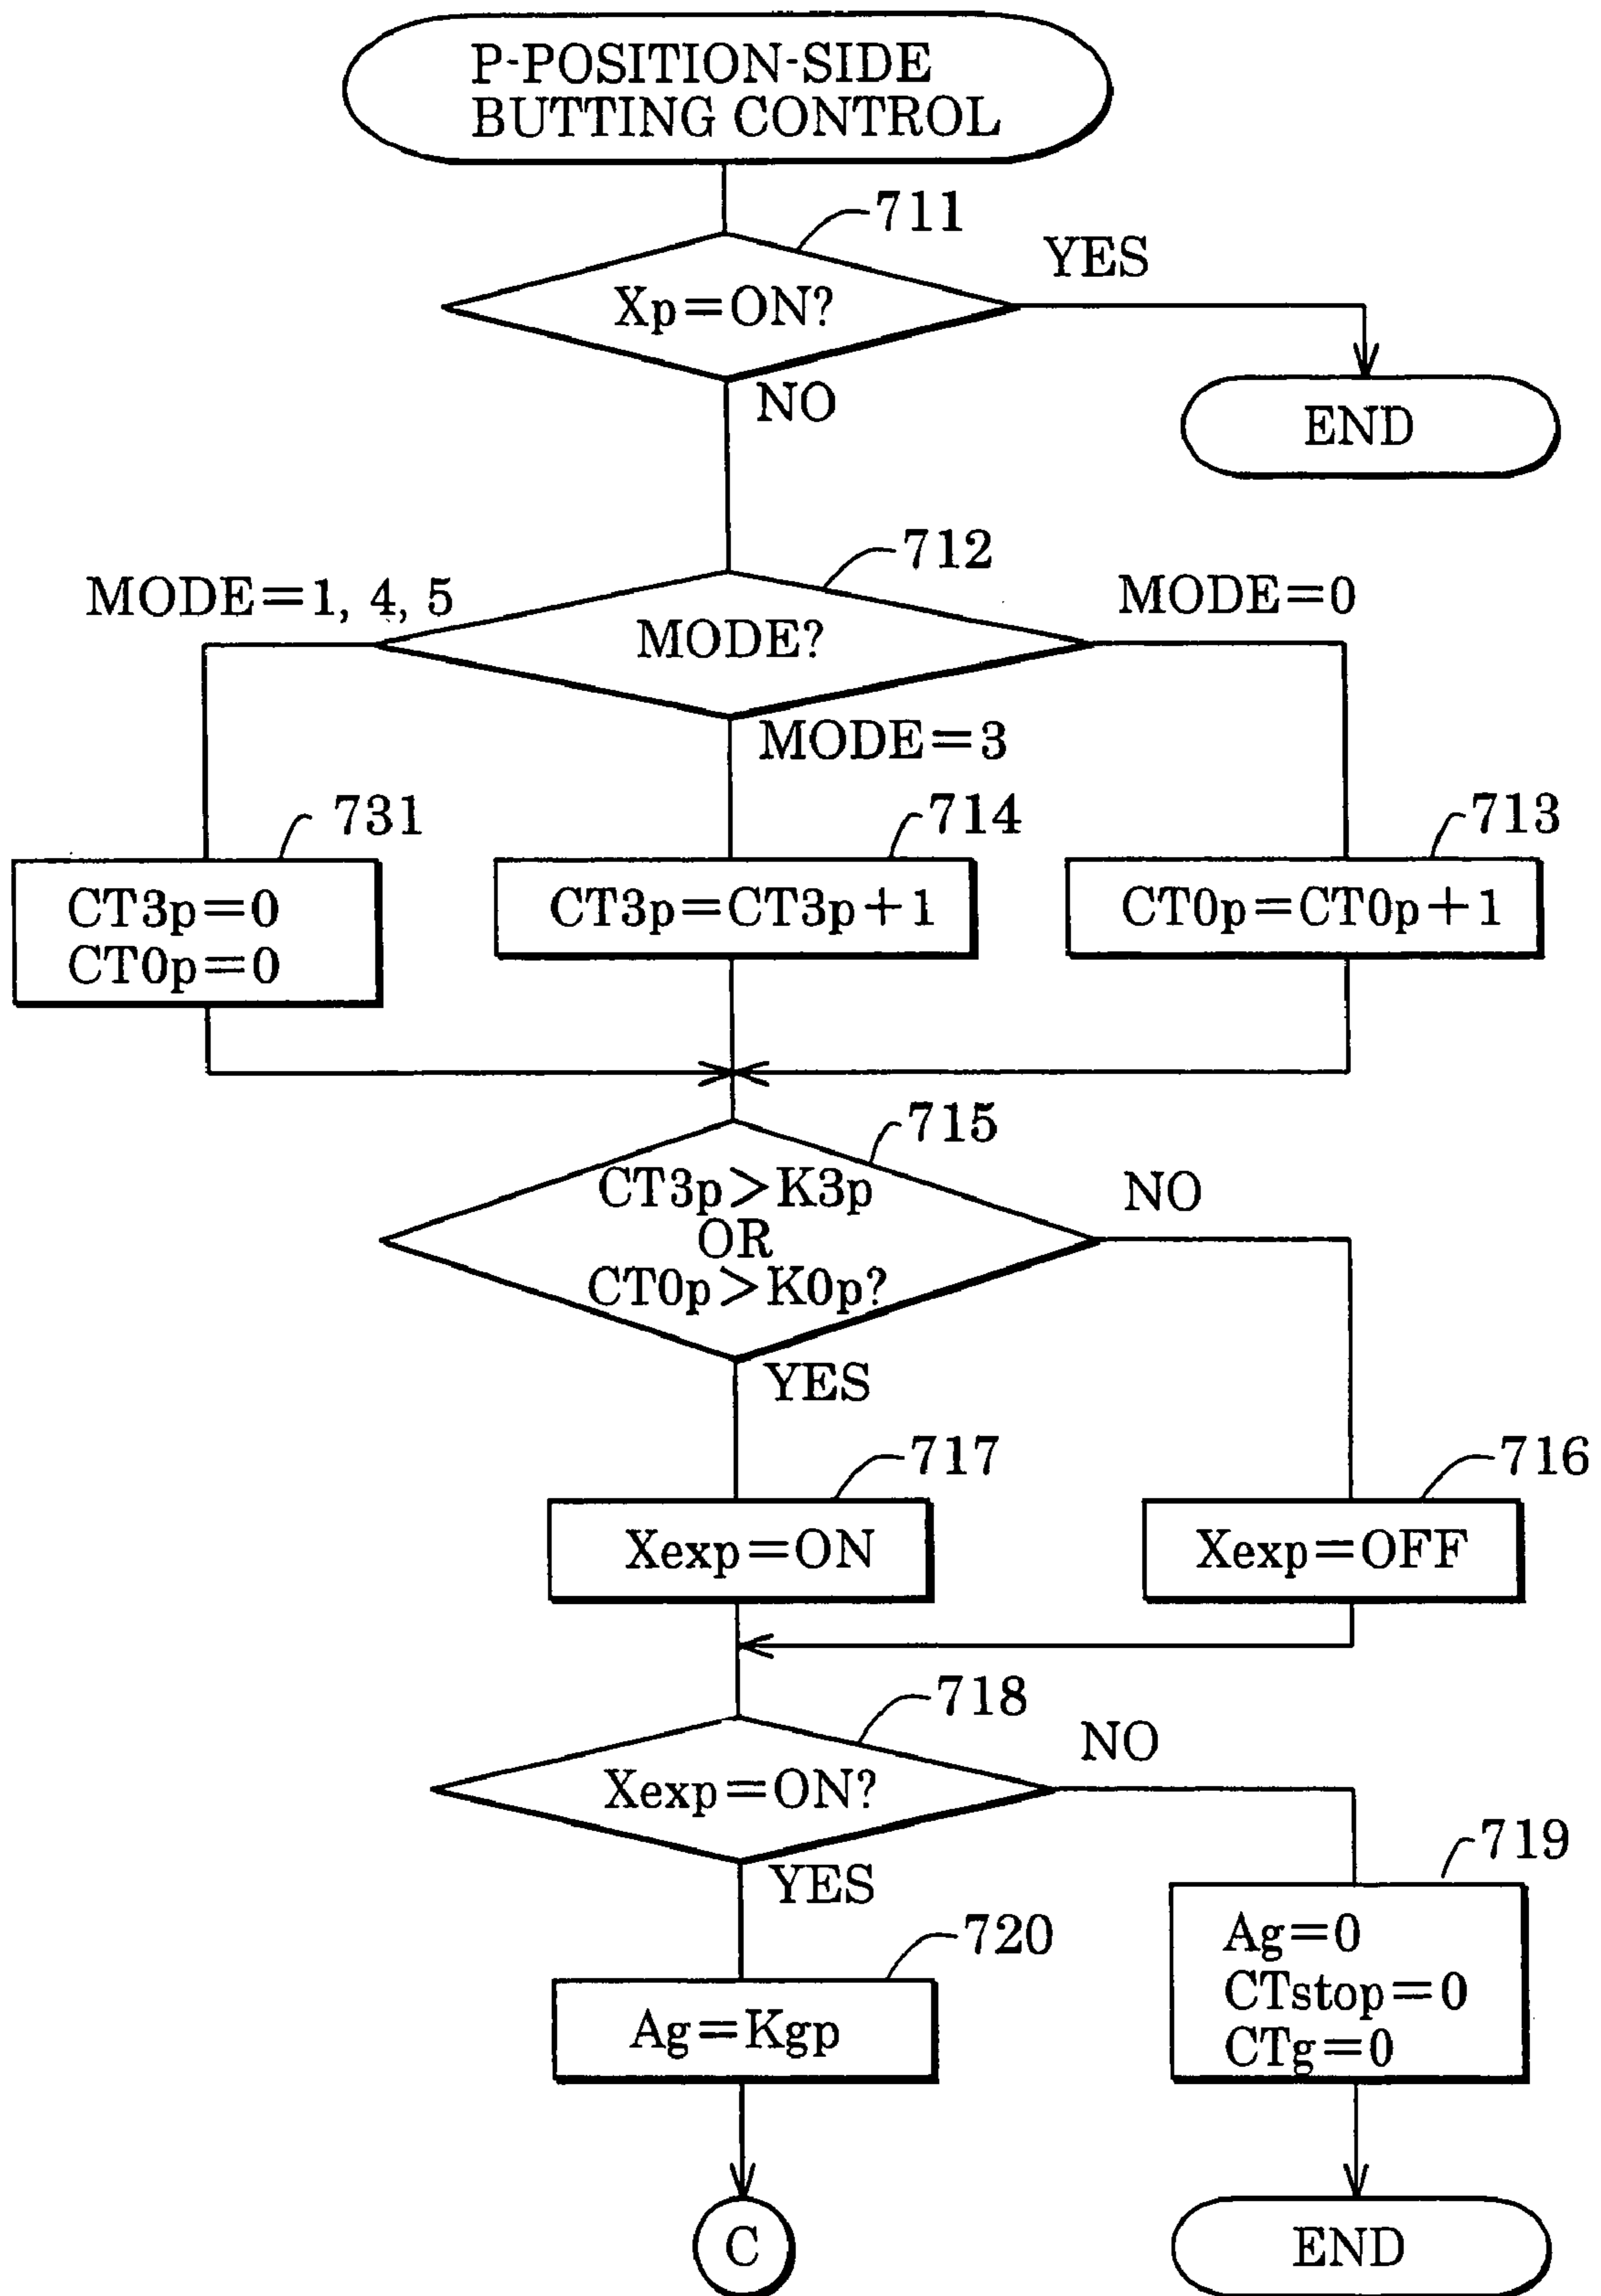 P-POSITION-SIDE
BUTTING CONTROL
711
Xp=ON?
YES
NO
END
712
MODE=1, 4, 5
MODE?
MODE=0
MODE=3
731
CT3p=0
CT0p=0
714
CT3p=CT3p+1
713
CT0p=CT0p+1
715
CT3p>K3p
OR
CT0p>K0p?
NO
YES
717
Xexp=ON
716
Xexp=OFF
718
Xexp=ON?
NO
YES
719
Ag=0
CTstop=0
CTg=0
720
Ag=Kgp
C
END